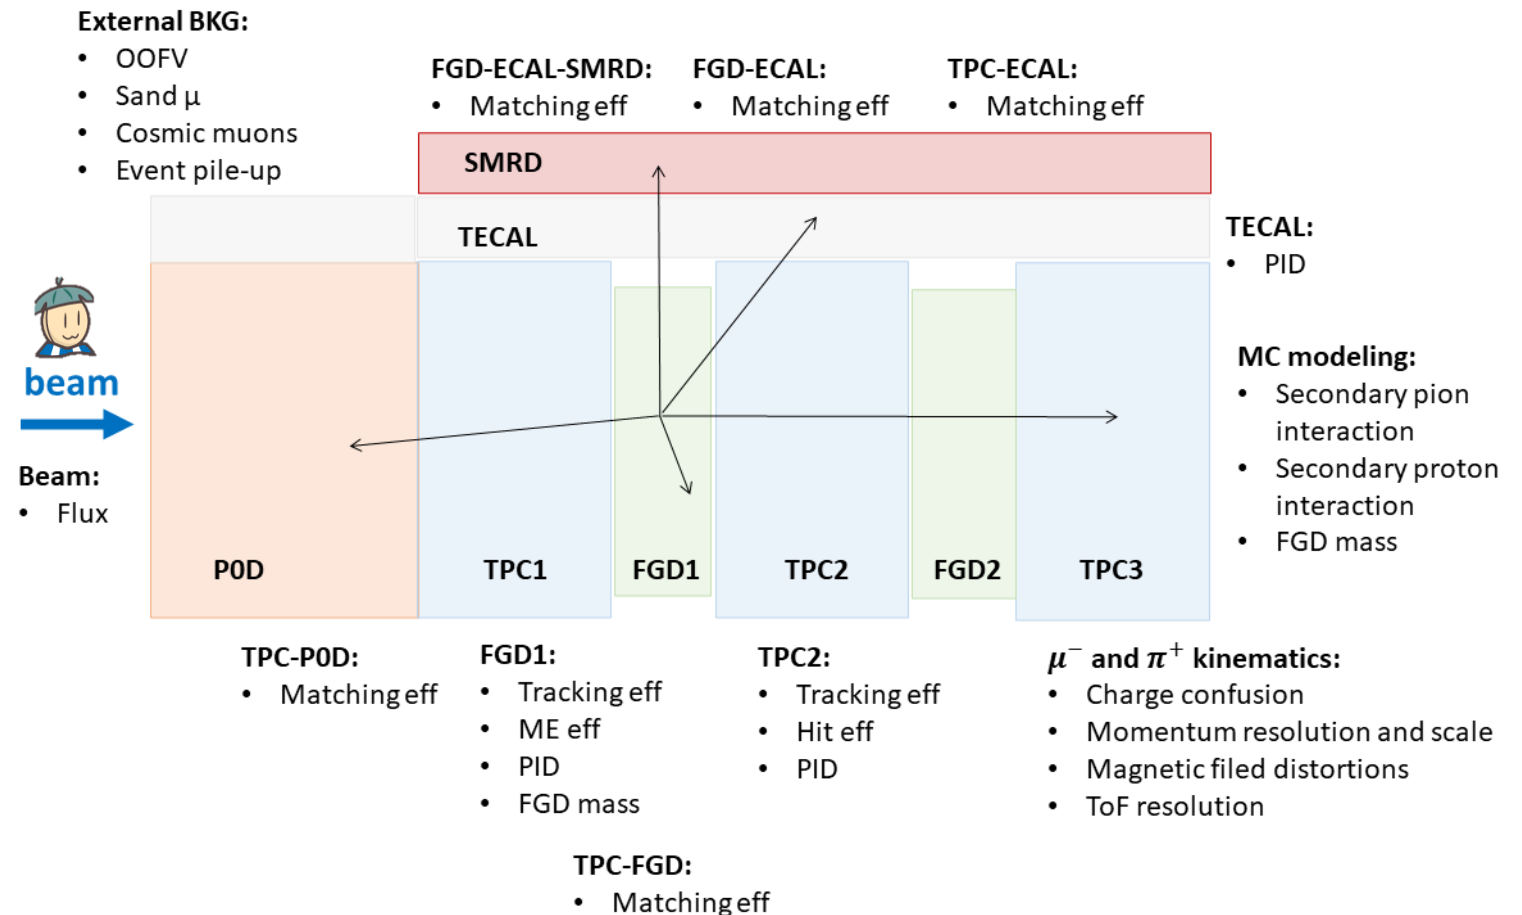 External BKG:
• OOFV
• Sand μ
• Cosmic muons
• Event pile-up
FGD-ECAL-SMRD:
• Matching eff
FGD-ECAL:
• Matching eff
TPC-ECAL:
• Matching eff
SMRD
TECAL
TECAL:
• PID
beam
Beam:
• Flux
MC modeling:
• Secondary pion
interaction
• Secondary proton
interaction
• FGD mass
P0D
TPC1
FGD1
TPC2
FGD2
TPC3
TPC-P0D:
• Matching eff
FGD1:
• Tracking eff
• ME eff
• PID
• FGD mass
TPC2:
• Tracking eff
• Hit eff
• PID
μ⁻ and π⁺ kinematics:
• Charge confusion
• Momentum resolution and scale
• Magnetic filed distortions
• ToF resolution
TPC-FGD:
• Matching eff